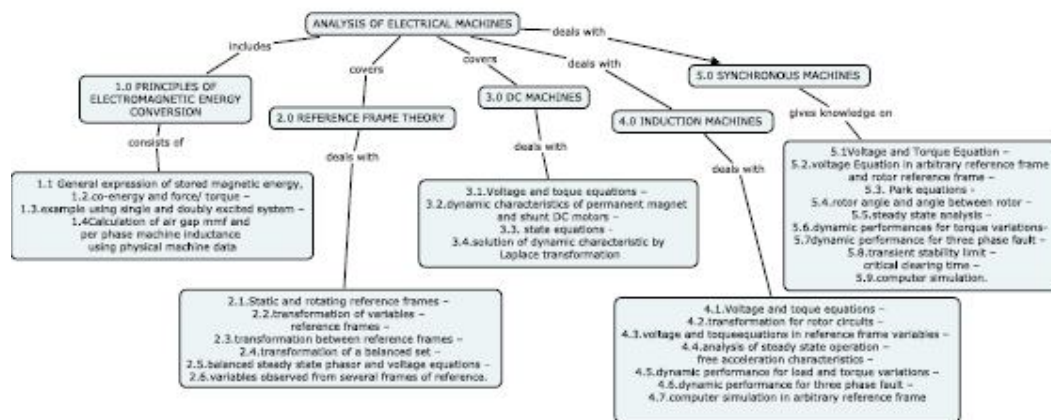 ANALYSIS OF ELECTRICAL MACHINES
includes
covers
covers
deals with
deals with
1.0 PRINCIPLES OF
ELECTROMAGNETIC ENERGY
CONVERSION
2.0 REFERENCE FRAME THEORY
3.0 DC MACHINES
4.0 INDUCTION MACHINES
5.0 SYNCHRONOUS MACHINES
consists of
deals with
deals with
deals with
gives knowledge on
1.1 General expression of stored magnetic energy,
1.2.co-energy and force/ torque –
1.3.example using single and doubly excited system –
1.4Calculation of air gap mmf and
per phase machine inductance
using physical machine data
2.1.Static and rotating reference frames –
2.2.transformation of variables –
reference frames –
2.3.transformation between reference frames –
2.4.transformation of a balanced set –
2.5.balanced steady state phasor and voltage equations –
2.6.variables observed from several frames of reference.
3.1.Voltage and toque equations –
3.2.dynamic characteristics of permanent magnet
and shunt DC motors –
3.3. state equations -
3.4.solution of dynamic characteristic by
Laplace transformation
4.1.Voltage and toque equations –
4.2.transformation for rotor circuits –
4.3.voltage and toqueequations in reference frame variables –
4.4.analysis of steady state operation –
free acceleration characteristics –
4.5.dynamic performance for load and torque variations –
4.6.dynamic performance for three phase fault –
4.7.computer simulation in arbitrary reference frame
5.1Voltage and Torque Equation –
5.2.voltage Equation in arbitrary reference frame
and rotor reference frame –
5.3. Park equations -
5.4.rotor angle and angle between rotor –
5.5.steady state analysis –
5.6.dynamic performances for torque variations-
5.7dynamic performance for three phase fault –
5.8.transient stability limit –
critical clearing time –
5.9.computer simulation.